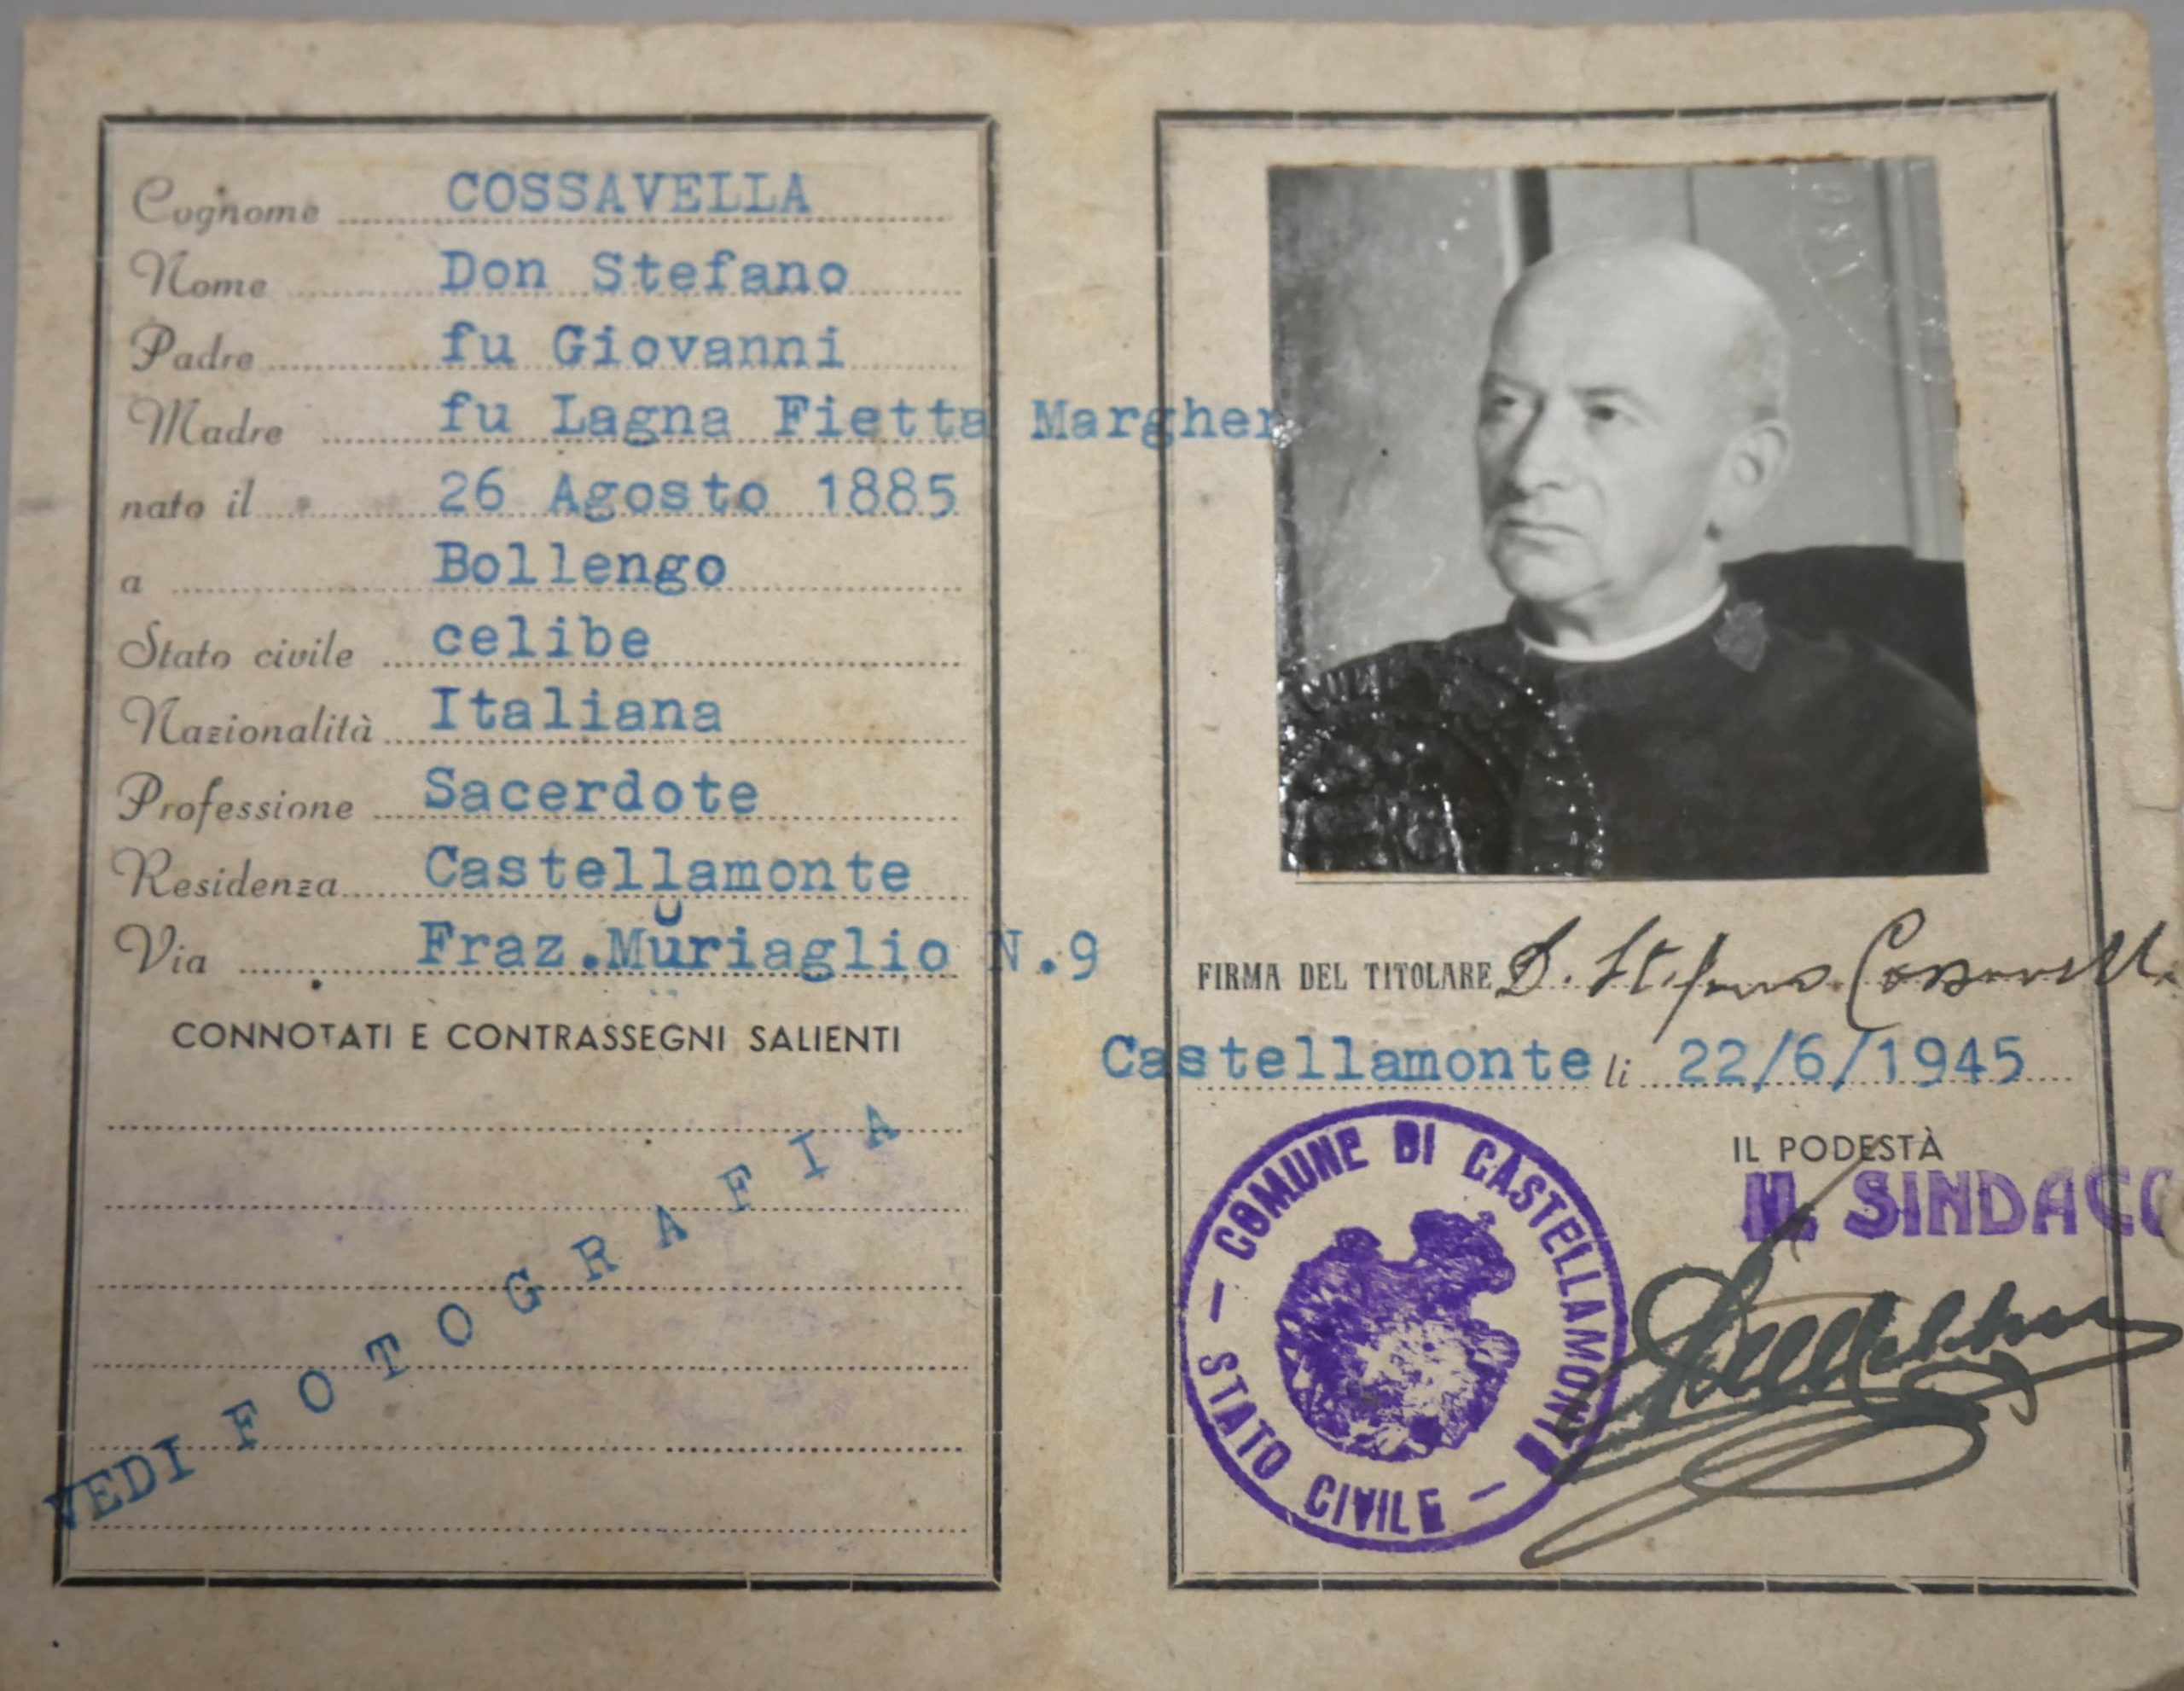 Cognome COSSAVELLA
Nome Don Stefano
Padre fu Giovanni
Madre fu Lagna Fietta Margher
nato il 26 Agosto 1885
a Bollengo
Stato civile celibe
Nazionalità Italiana
Professione Sacerdote
Residenza Castellamonte
Via Fraz.Muriaglio N.9
CONNOTATI E CONTRASSEGNI SALIENTI
VEDI FOTOGRAFIA
FIRMA DEL TITOLARE D. Stefano Cossavella
Castellamonte li 22/6/1945
IL PODESTÀ
IL SINDACO
COMUNE DI CASTELLAMONTE
STATO CIVILE